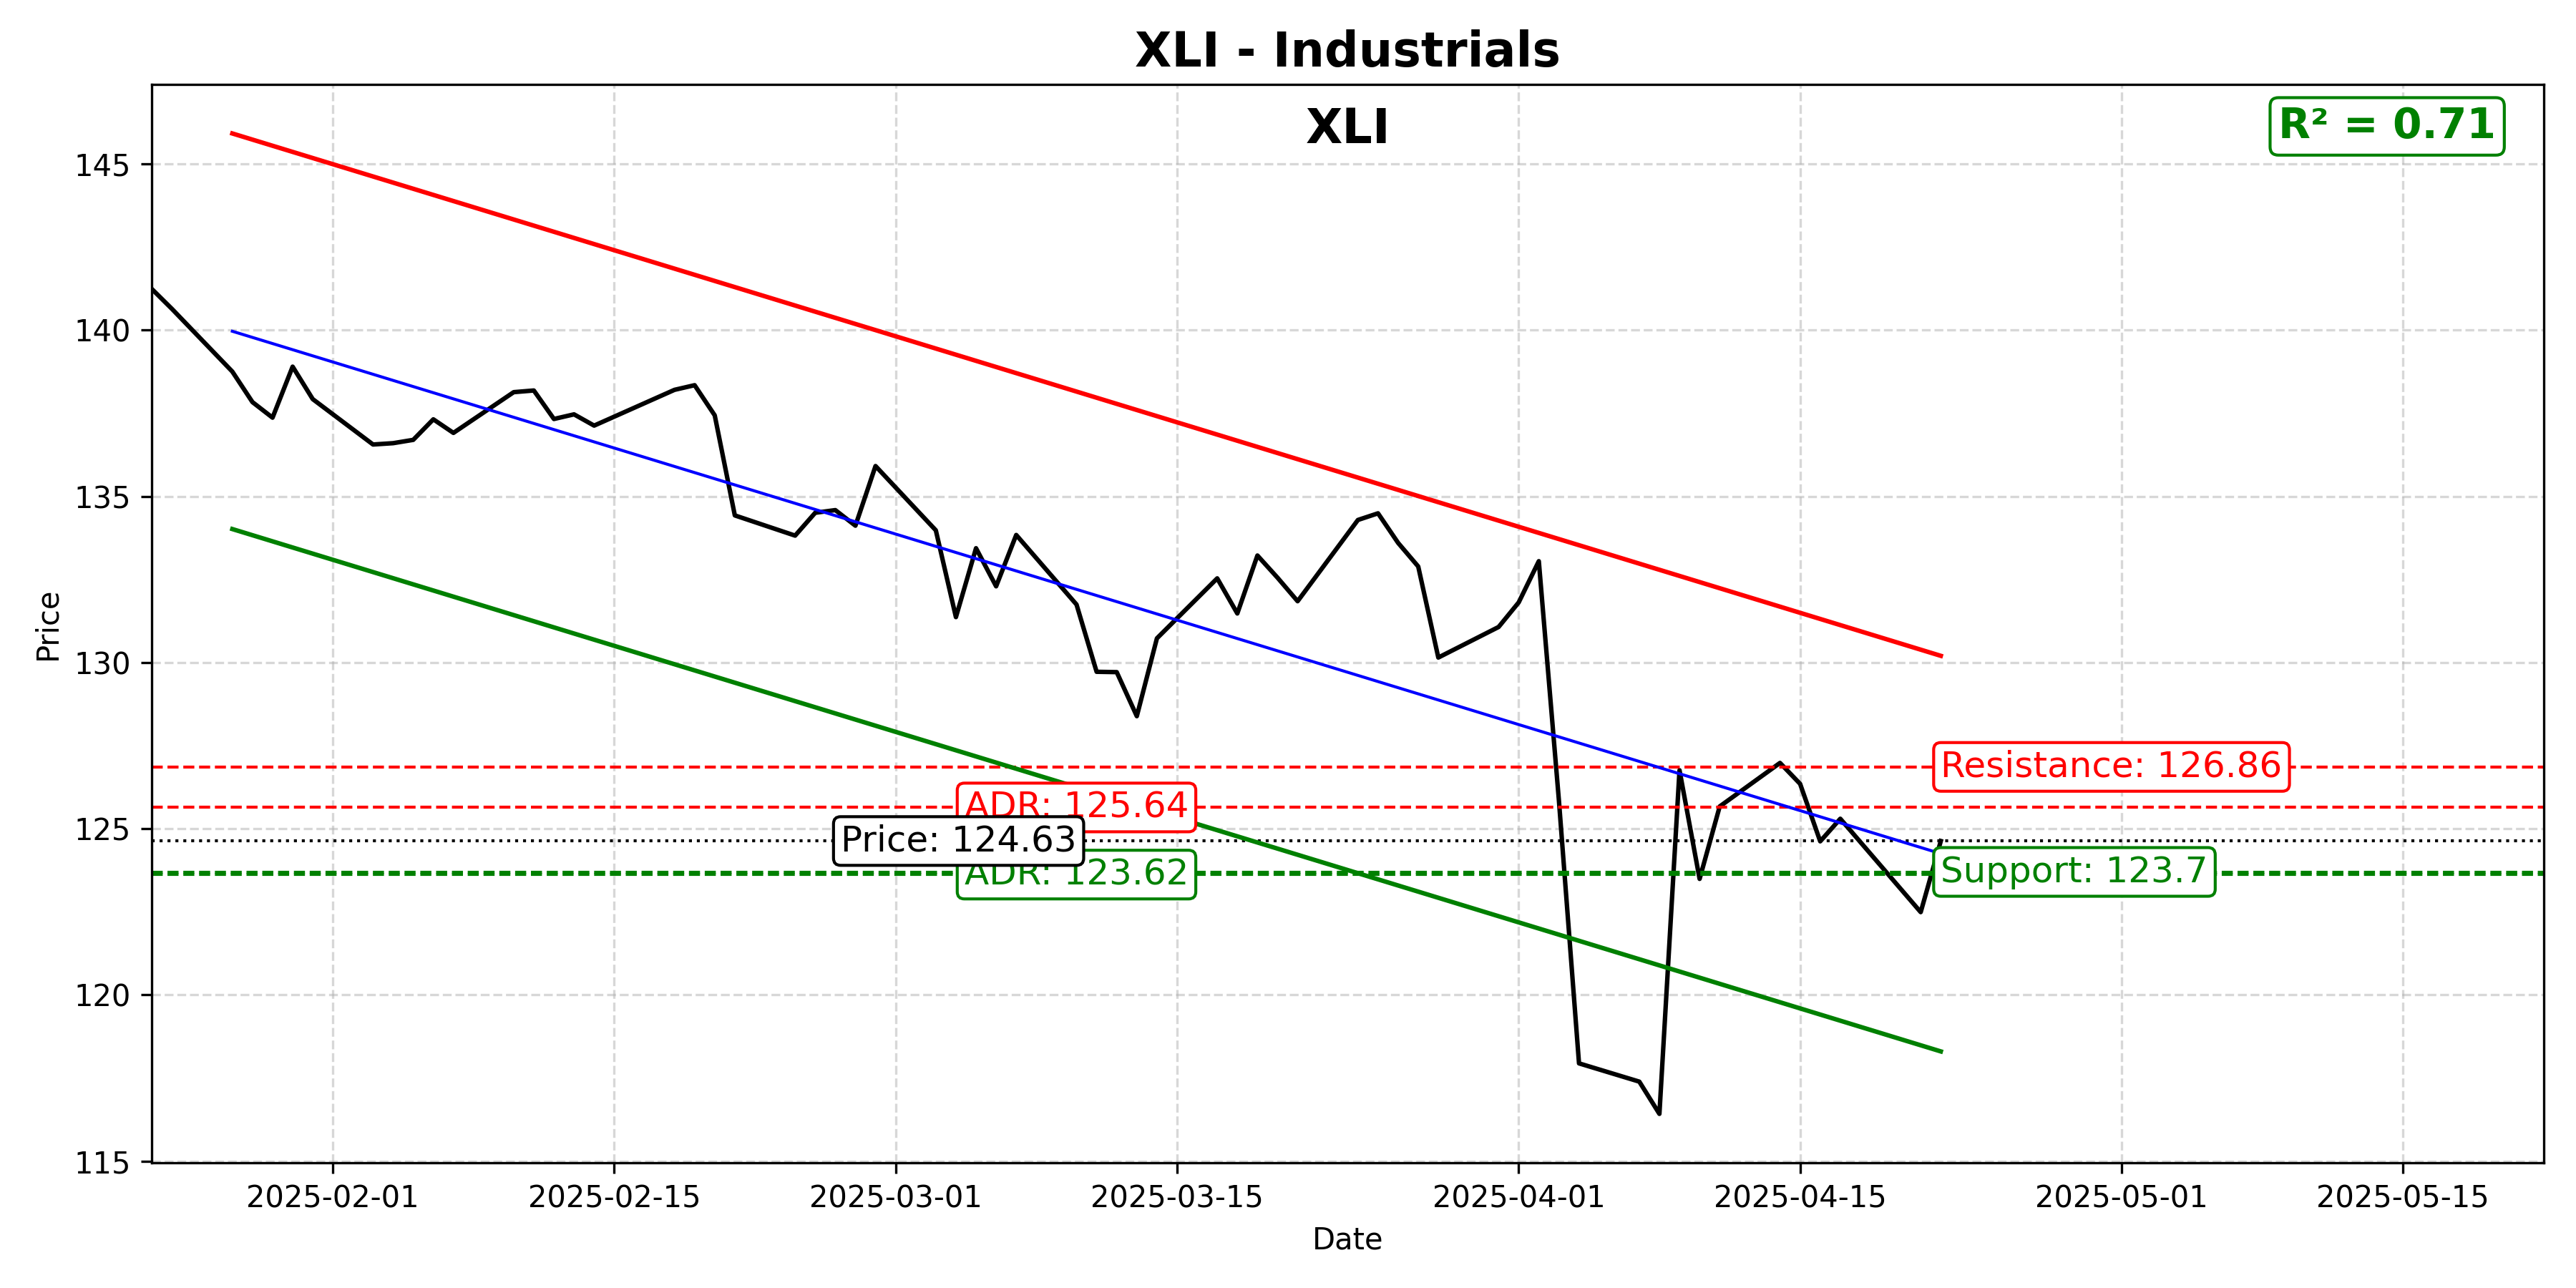 XLI - Industrials
XLI
R² = 0.71
145
140
135
130
125
120
115
Price
Resistance: 126.86
ADR: 125.64
Price: 124.63
ADR: 123.62
Support: 123.7
2025-02-01
2025-02-15
2025-03-01
2025-03-15
2025-04-01
2025-04-15
2025-05-01
2025-05-15
Date